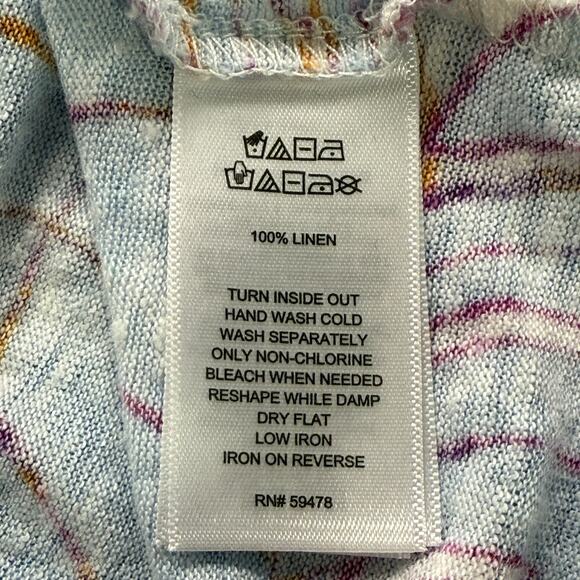 100% LINEN
TURN INSIDE OUT
HAND WASH COLD
WASH SEPARATELY
ONLY NON-CHLORINE
BLEACH WHEN NEEDED
RESHAPE WHILE DAMP
DRY FLAT
LOW IRON
IRON ON REVERSE
RN# 59478